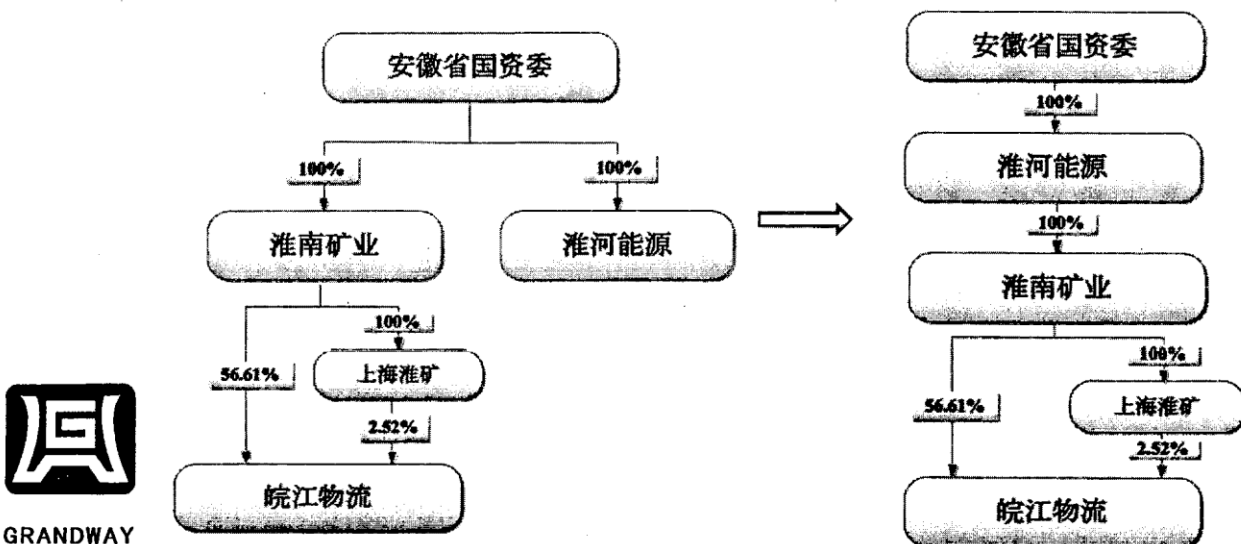 安徽省国资委
100%
100%
淮南矿业
淮河能源
100%
56.61%
上海淮矿
2.52%
皖江物流
安徽省国资委
100%
淮河能源
100%
淮南矿业
100%
56.61%
上海淮矿
2.52%
皖江物流
GRANDWAY